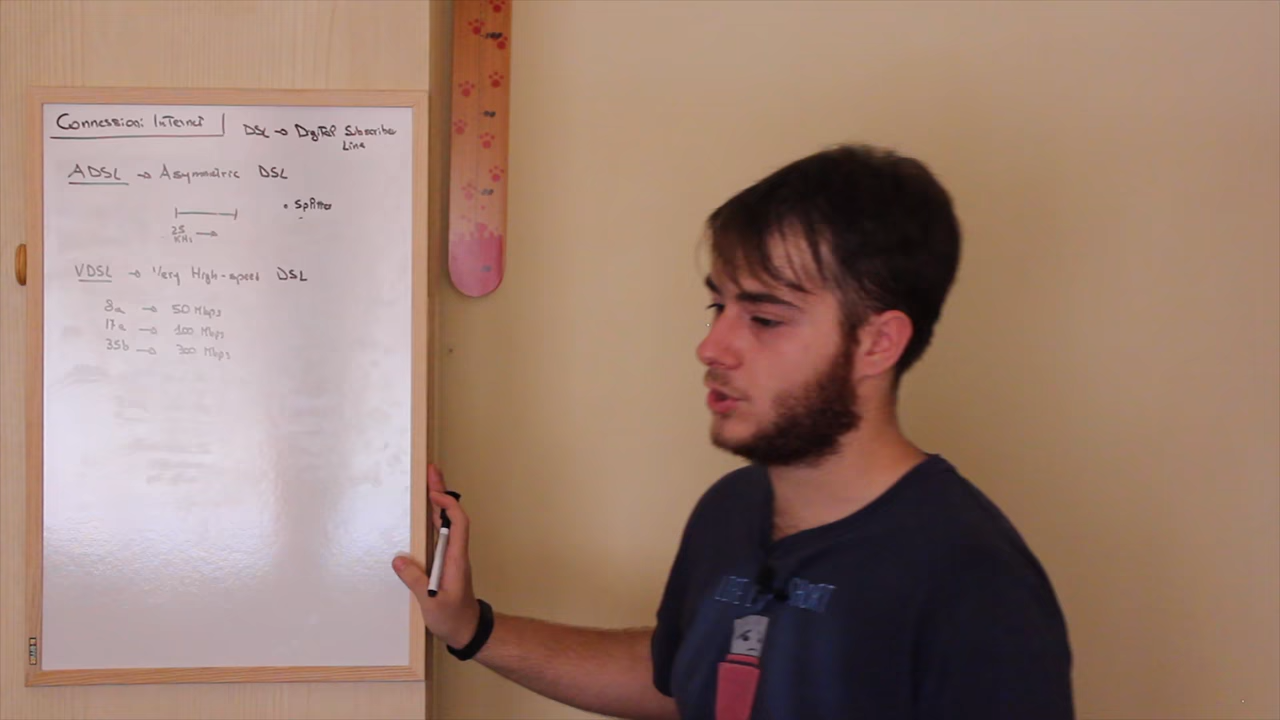 Connessioni Internet
DSL → Digital Subscriber
Line
ADSL → Asymmetric DSL
• Splitter
25
KHz →
VDSL → Very High-speed DSL
8a → 50 Mbps
17a → 100 Mbps
35b → 300 Mbps